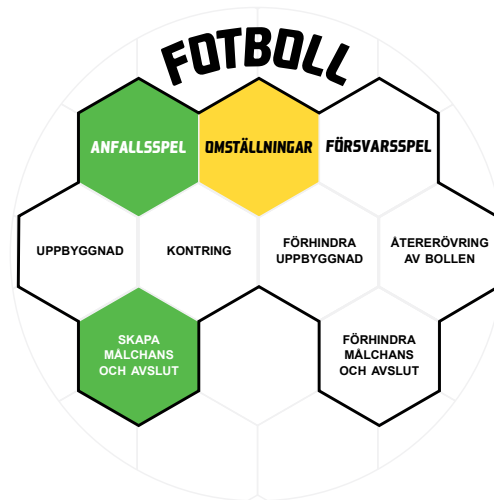 FOTBOLL
ANFALLSSPEL
OMSTÄLLNINGAR
FÖRSVARSSPEL
UPPBYGGNAD
KONTRING
FÖRHINDRA
UPPBYGGNAD
ÅTERERÖVRING
AV BOLLEN
SKAPA
MÅLCHANS
OCH AVSLUT
FÖRHINDRA
MÅLCHANS
OCH AVSLUT